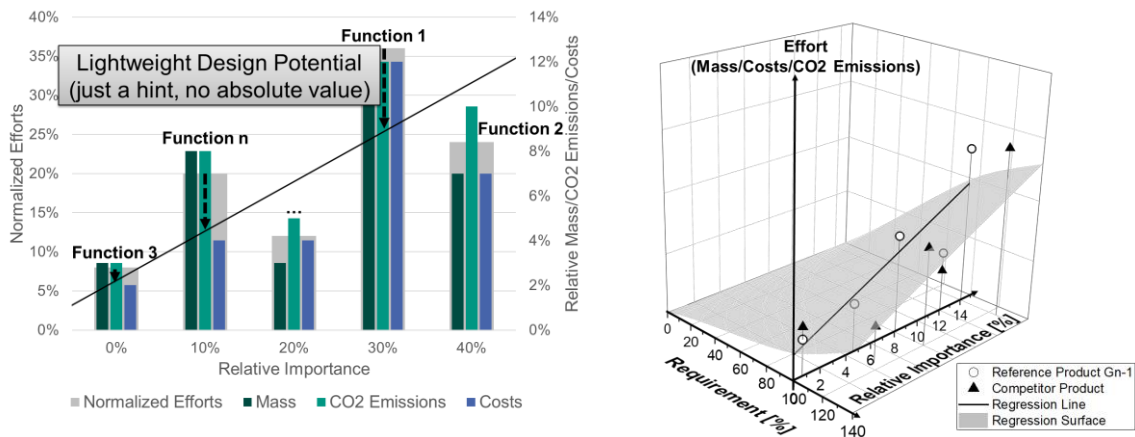 40%
35%
30%
25%
20%
15%
10%
5%
0%
Normalized Efforts
14%
12%
10%
8%
6%
4%
2%
0%
Relative Mass/CO2 Emissions/Costs
Function 1
Lightweight Design Potential
(just a hint, no absolute value)
Function n
Function 2
...
Function 3
0%
10%
20%
30%
40%
Relative Importance
Normalized Efforts
Mass
CO2 Emissions
Costs
Effort
(Mass/Costs/CO2 Emissions)
0
20
40
60
80
100
120
140
Requirement [%]
0
2
4
6
8
10
12
14
Relative Importance [%]
Reference Product Gn-1
Competitor Product
Regression Line
Regression Surface